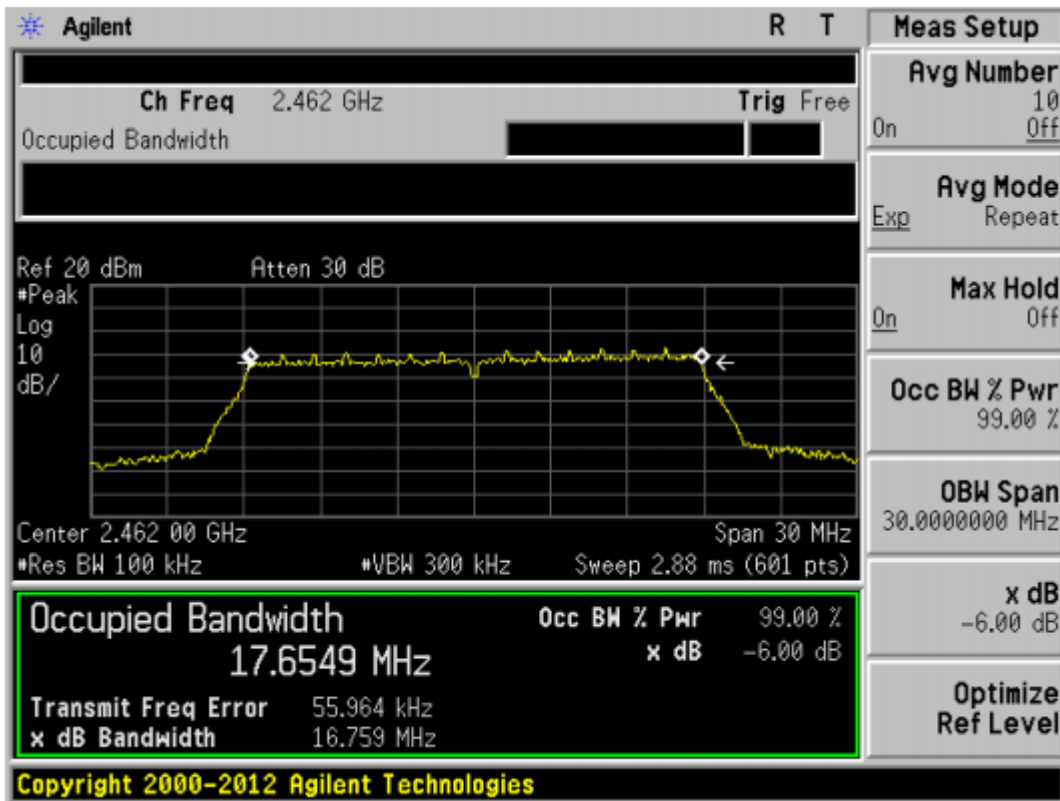 Agilent R T
Ch Freq 2.462 GHz Trig Free
Occupied Bandwidth
Ref 20 dBm Atten 30 dB
#Peak
Log
10
dB/
Center 2.462 00 GHz Span 30 MHz
#Res BW 100 kHz #VBW 300 kHz Sweep 2.88 ms (601 pts)
Occupied Bandwidth Occ BW % Pwr 99.00 %
17.6549 MHz x dB -6.00 dB
Transmit Freq Error 55.964 kHz
x dB Bandwidth 16.759 MHz
Copyright 2000-2012 Agilent Technologies
Meas Setup
Avg Number
10
On Off
Avg Mode
Exp Repeat
Max Hold
On Off
Occ BW % Pwr
99.00 %
OBW Span
30.0000000 MHz
x dB
-6.00 dB
Optimize
Ref Level